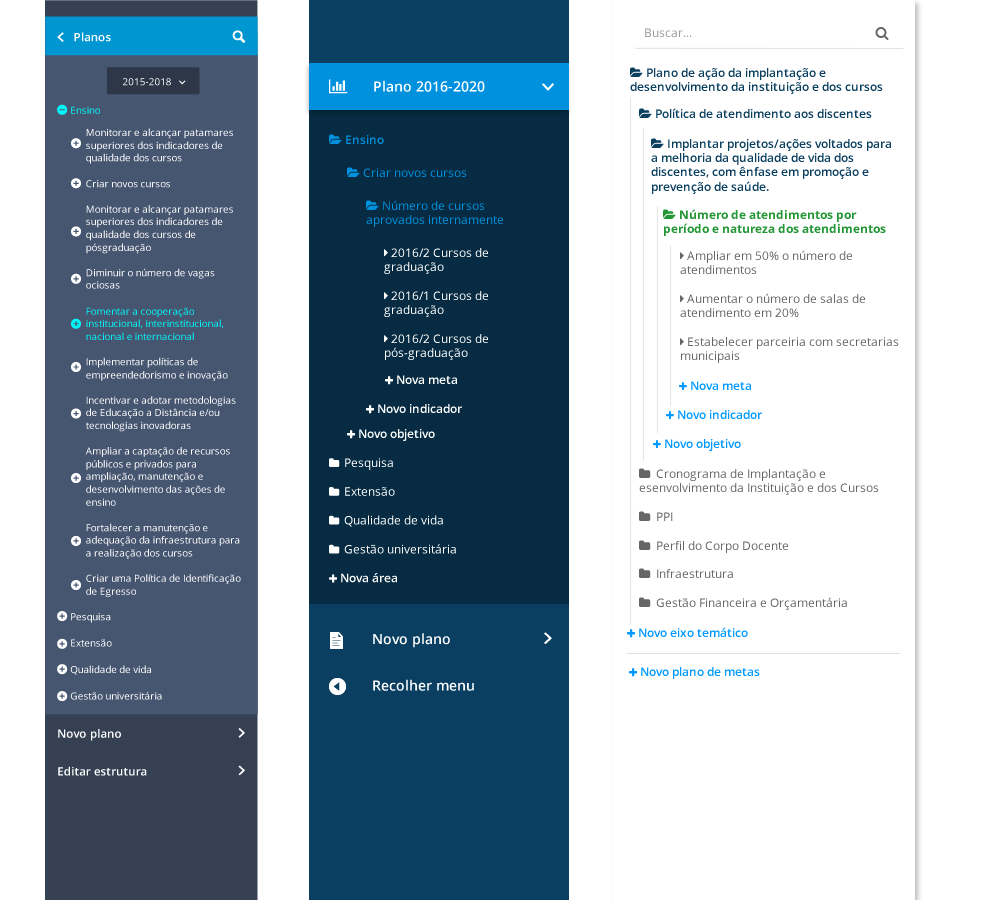 Planos
2015-2018
Ensino
Monitorar e alcançar patamares
superiores dos indicadores de
qualidade dos cursos
Criar novos cursos
Monitorar e alcançar patamares
superiores dos indicadores de
qualidade dos cursos de
pósgraduação
Diminuir o número de vagas
ociosas
Fomentar a cooperação
institucional, interinstitucional,
nacional e internacional
Implementar políticas de
empreendedorismo e inovação
Incentivar e adotar metodologias
de Educação a Distância e/ou
tecnologias inovadoras
Ampliar a captação de recursos
públicos e privados para
ampliação, manutenção e
desenvolvimento das ações de
ensino
Fortalecer a manutenção e
adequação da infraestrutura para
a realização dos cursos
Criar uma Política de Identificação
de Egresso
Pesquisa
Extensão
Qualidade de vida
Gestão universitária
Novo plano
Editar estrutura
Plano 2016-2020
Ensino
Criar novos cursos
Número de cursos
aprovados internamente
2016/2 Cursos de
graduação
2016/1 Cursos de
graduação
2016/2 Cursos de
pós-graduação
Nova meta
Novo indicador
Novo objetivo
Pesquisa
Extensão
Qualidade de vida
Gestão universitária
Nova área
Novo plano
Recolher menu
Buscar...
Plano de ação da implantação e
desenvolvimento da instituição e dos cursos
Política de atendimento aos discentes
Implantar projetos/ações voltados para
a melhoria da qualidade de vida dos
discentes, com ênfase em promoção e
prevenção de saúde.
Número de atendimentos por
período e natureza dos atendimentos
Ampliar em 50% o número de
atendimentos
Aumentar o número de salas de
atendimento em 20%
Estabelecer parceiria com secretarias
municipais
Nova meta
Novo indicador
Novo objetivo
Cronograma de Implantação e
esenvolvimento da Instituição e dos Cursos
PPI
Perfil do Corpo Docente
Infraestrutura
Gestão Financeira e Orçamentária
Novo eixo temático
Novo plano de metas